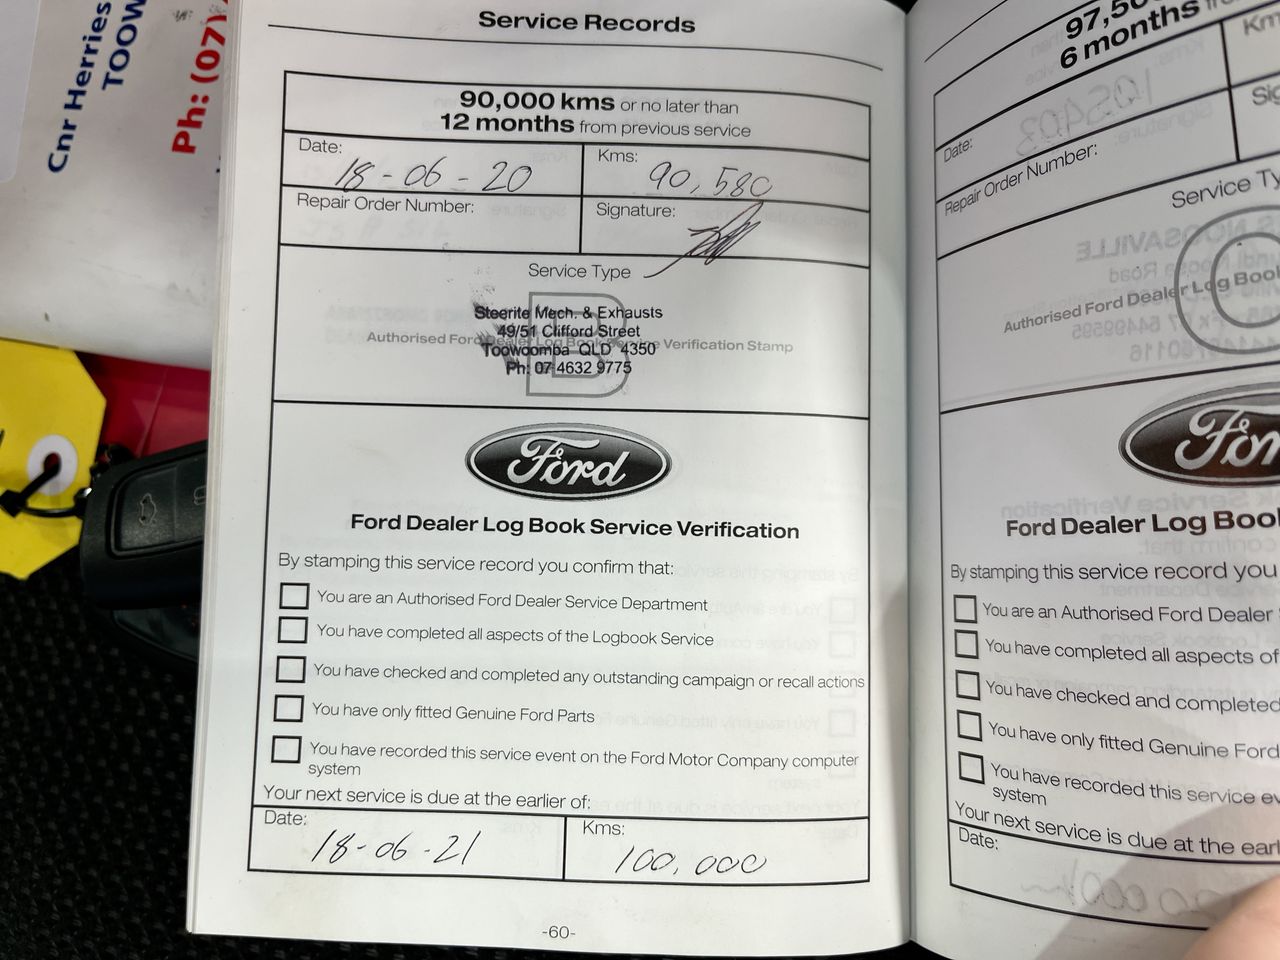 Cnr Herries
TOOW
Ph: (07)
Service Records
90,000 kms or no later than
12 months from previous service
Date:
18-06-20
Kms:
90,580
Repair Order Number:
Signature:
Service Type
B
Authorised Ford Dealer Log Book Service Verification Stamp
Steerite Mech. & Exhausts
49/51 Clifford Street
Toowoomba QLD 4350
Ph: 07 4632 9775
Ford
Ford Dealer Log Book Service Verification
By stamping this service record you confirm that:
You are an Authorised Ford Dealer Service Department
You have completed all aspects of the Logbook Service
You have checked and completed any outstanding campaign or recall actions
You have only fitted Genuine Ford Parts
You have recorded this service event on the Ford Motor Company computer
system
Your next service is due at the earlier of:
Date:
18-06-21
Kms:
100,000
-60-
97,50
6 months
Km
Date:
Sig
Repair Order Number:
Service Ty
Authorised Ford Dealer Log Book
Ford Dealer Log Book
By stamping this service record you
You are an Authorised Ford Dealer
You have completed all aspects of
You have checked and completed
You have only fitted Genuine Ford
You have recorded this service ev
system
Your next service is due at the earl
Date: